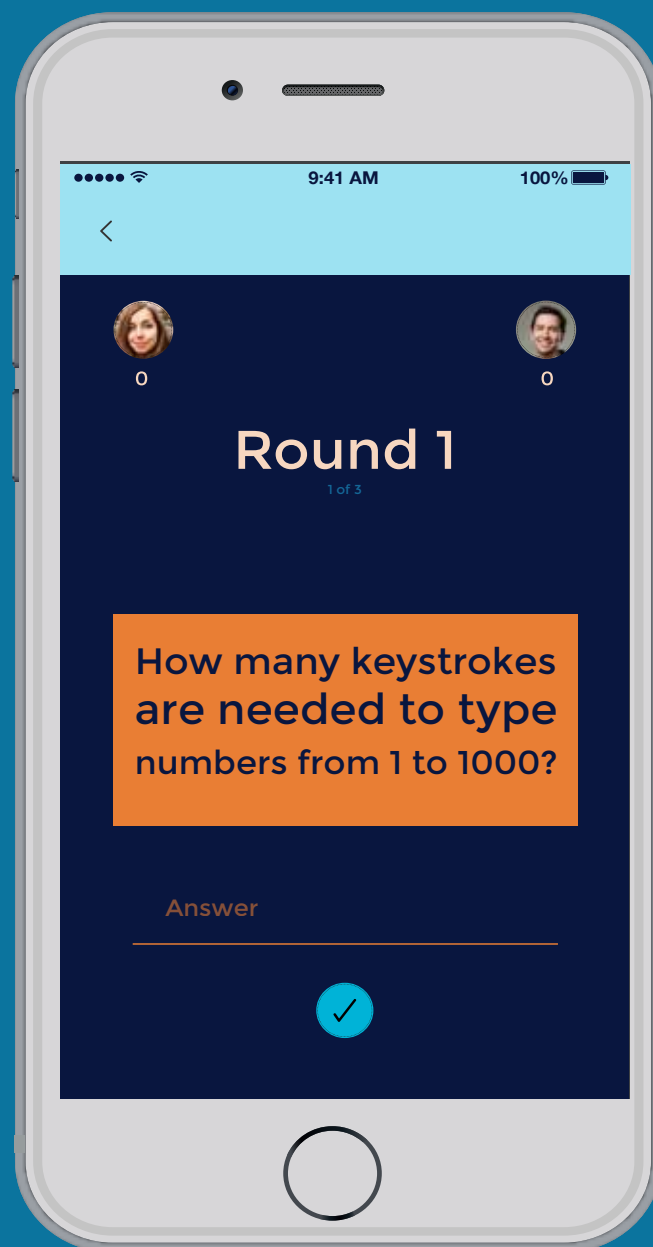 9:41 AM 100%
0 0
Round 1
1 of 3
How many keystrokes
are needed to type
numbers from 1 to 1000?
Answer